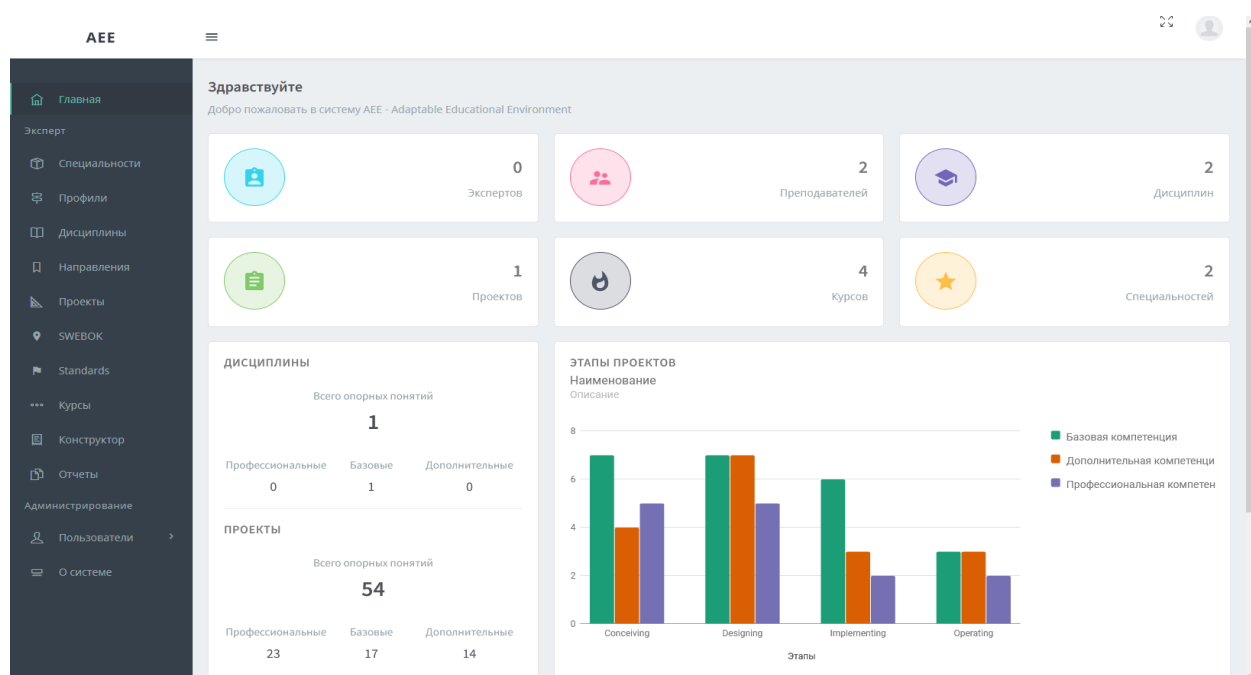 AEE
Главная
Эксперт
Специальности
Профили
Дисциплины
Направления
Проекты
SWEBOK
Standards
Курсы
Конструктор
Отчеты
Администрирование
Пользователи
О системе
Здравствуйте
Добро пожаловать в систему AEE - Adaptable Educational Environment
0
Экспертов
2
Преподавателей
2
Дисциплин
1
Проектов
4
Курсов
2
Специальностей
ДИСЦИПЛИНЫ
Всего опорных понятий
1
Профессиональные Базовые Дополнительные
0 1 0
ПРОЕКТЫ
Всего опорных понятий
54
Профессиональные Базовые Дополнительные
23 17 14
ЭТАПЫ ПРОЕКТОВ
Наименование
Описание
8
6
4
2
0
Conceiving Designing Implementing Operating
Этапы
Базовая компетенция
Дополнительная компетенци
Профессиональная компетен